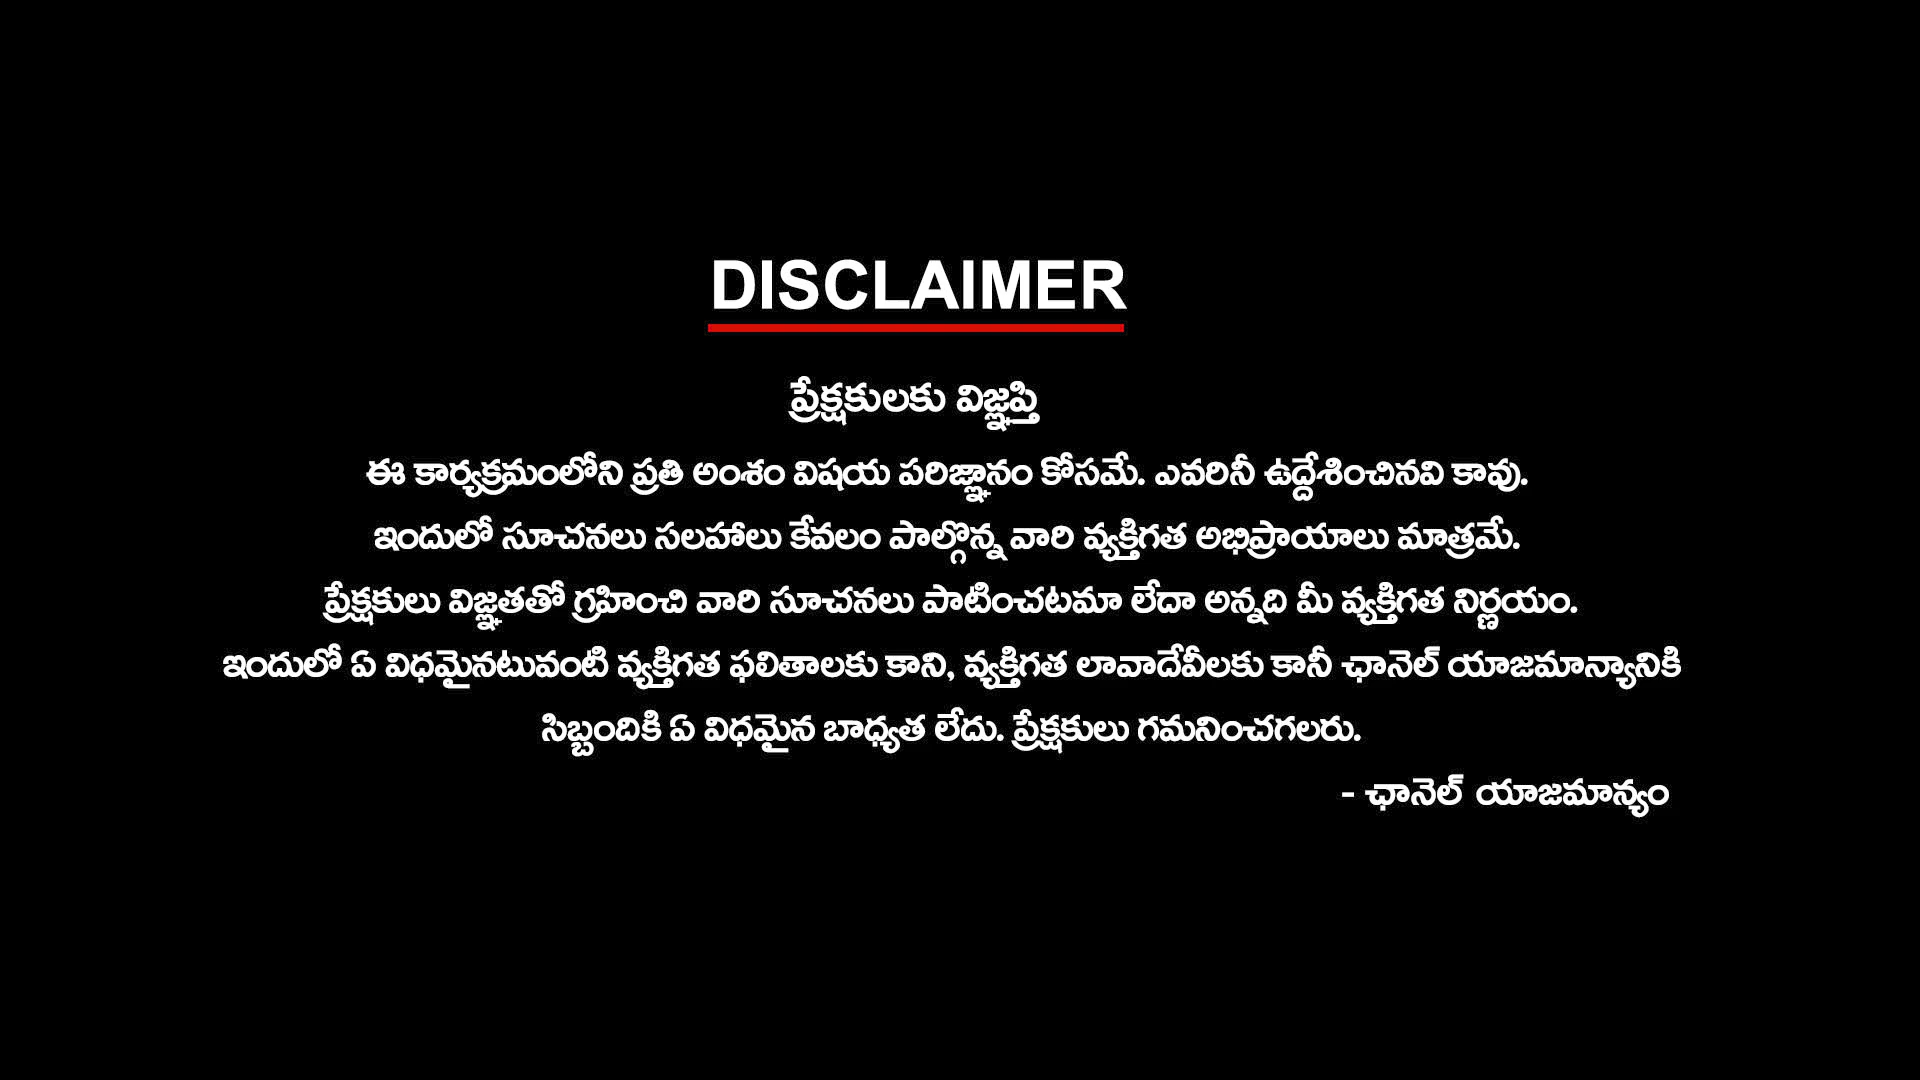 DISCLAIMER
ప్రేక్షకులకు విజ్ఞప్తి
ఈ కార్యక్రమంలోని ప్రతి అంశం విషయ పరిజ్ఞానం కోసమే. ఎవరినీ ఉద్దేశించినవి కావు.
ఇందులో సూచనలు సలహాలు కేవలం పాల్గొన్న వారి వ్యక్తిగత అభిప్రాయాలు మాత్రమే.
ప్రేక్షకులు విజ్ఞతతో గ్రహించి వారి సూచనలు పాటించటమా లేదా అన్నది మీ వ్యక్తిగత నిర్ణయం.
ఇందులో ఏ విధమైనటువంటి వ్యక్తిగత ఫలితాలకు కాని, వ్యక్తిగత లావాదేవీలకు కానీ ఛానెల్ యాజమాన్యానికి
సిబ్బందికి ఏ విధమైన బాధ్యత లేదు. ప్రేక్షకులు గమనించగలరు.
- ఛానెల్ యాజమాన్యం